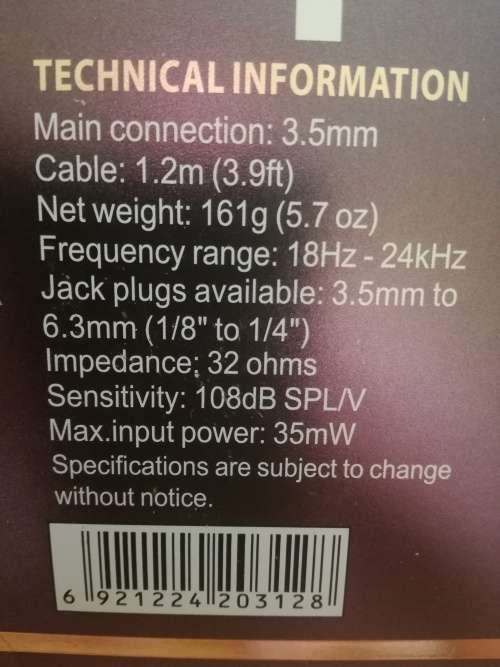 TECHNICAL INFORMATION
Main connection: 3.5mm
Cable: 1.2m (3.9ft)
Net weight: 161g (5.7 oz)
Frequency range: 18Hz - 24kHz
Jack plugs available: 3.5mm to
6.3mm (1/8" to 1/4")
Impedance: 32 ohms
Sensitivity: 108dB SPL/V
Max.input power: 35mW
Specifications are subject to change
without notice.
6 921224 203128